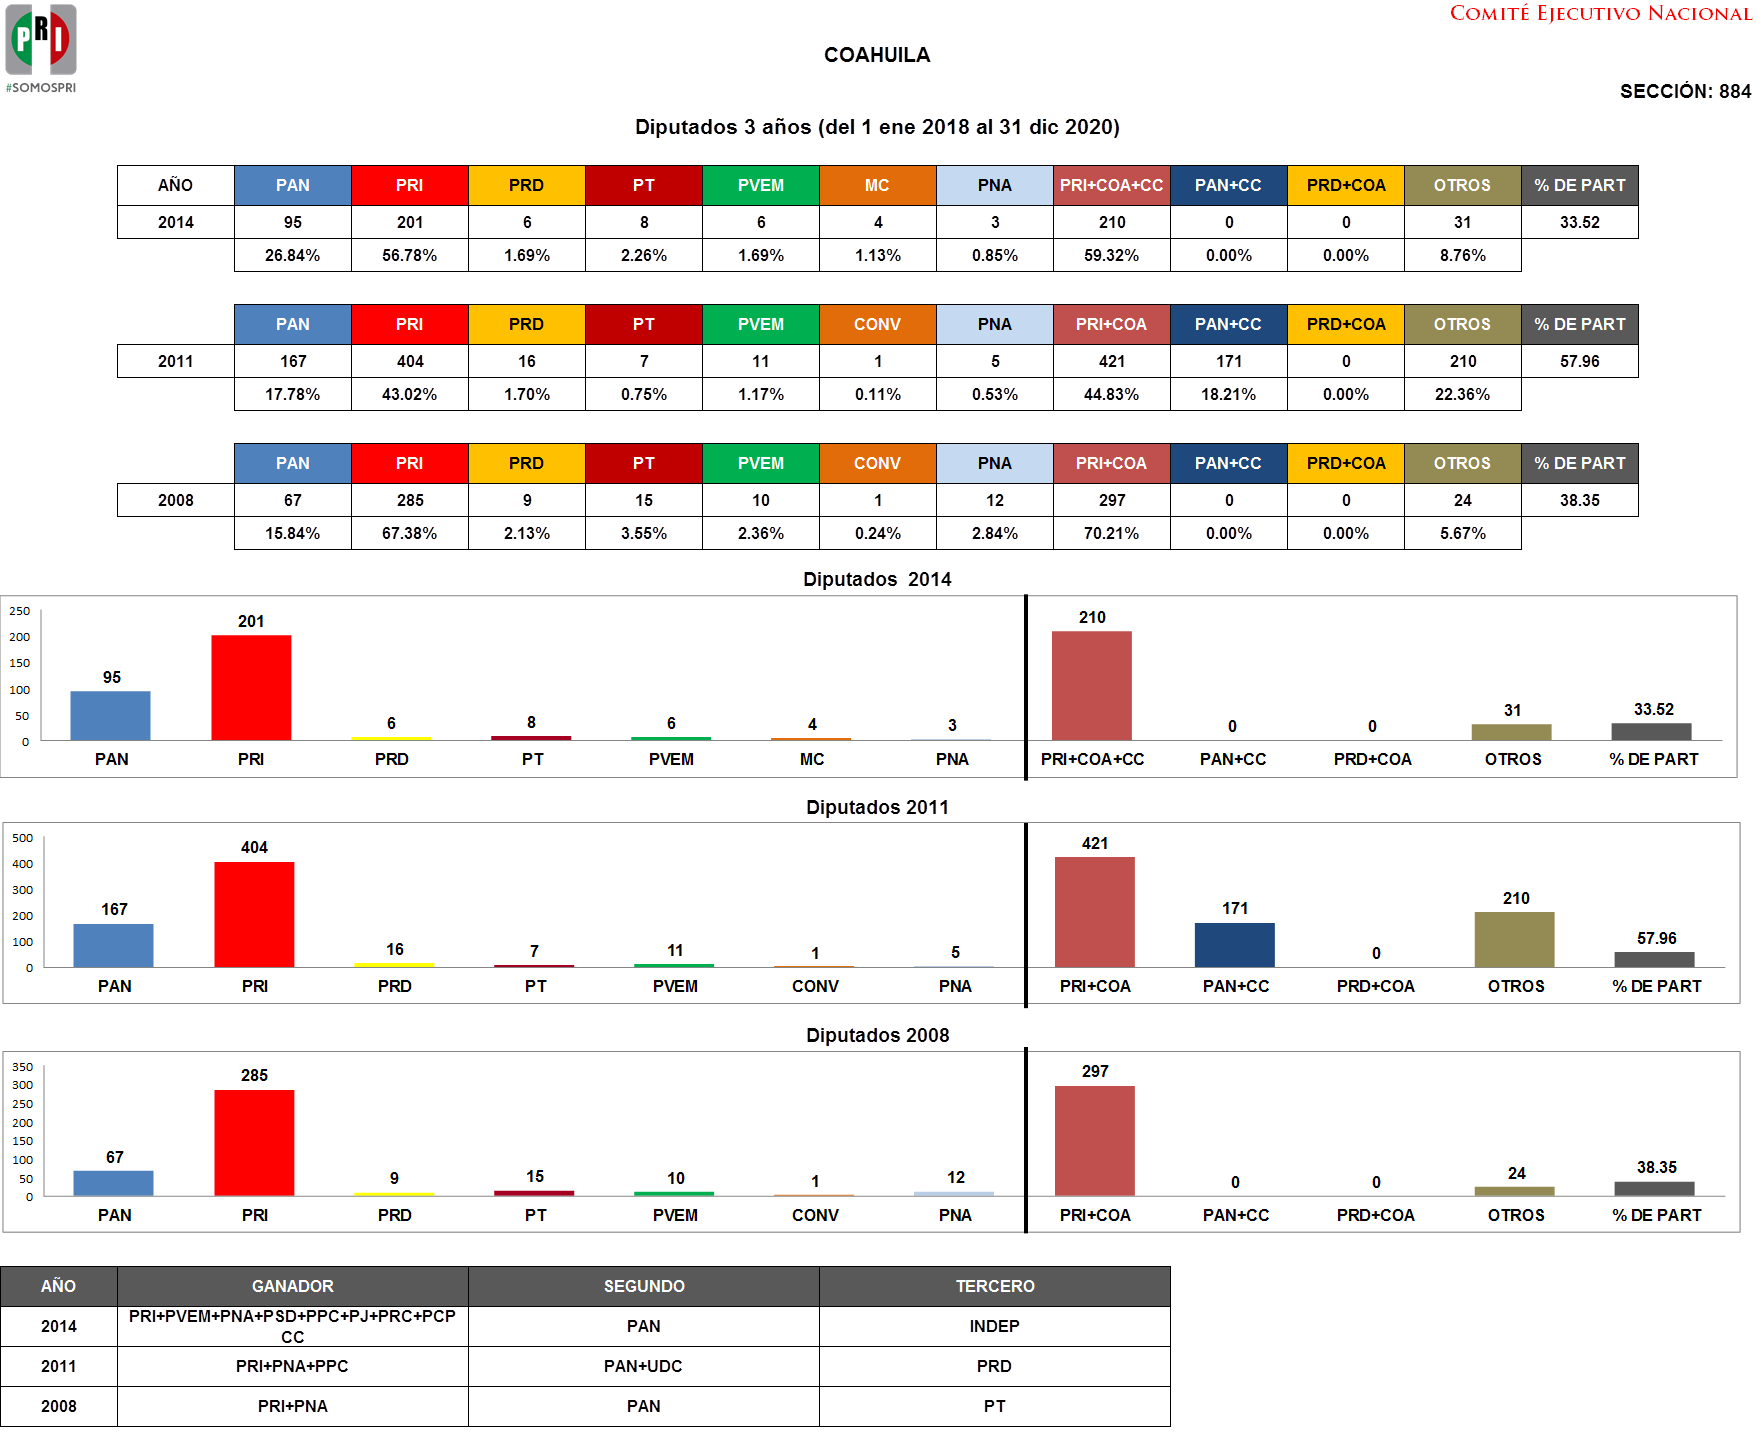 PRI
#SOMOSPRI
COMITÉ EJECUTIVO NACIONAL
COAHUILA
SECCIÓN: 884
Diputados 3 años (del 1 ene 2018 al 31 dic 2020)
AÑO PAN PRI PRD PT PVEM MC PNA PRI+COA+CC PAN+CC PRD+COA OTROS % DE PART
2014 95 201 6 8 6 4 3 210 0 0 31 33.52
26.84% 56.78% 1.69% 2.26% 1.69% 1.13% 0.85% 59.32% 0.00% 0.00% 8.76%
PAN PRI PRD PT PVEM CONV PNA PRI+COA PAN+CC PRD+COA OTROS % DE PART
2011 167 404 16 7 11 1 5 421 171 0 210 57.96
17.78% 43.02% 1.70% 0.75% 1.17% 0.11% 0.53% 44.83% 18.21% 0.00% 22.36%
PAN PRI PRD PT PVEM CONV PNA PRI+COA PAN+CC PRD+COA OTROS % DE PART
2008 67 285 9 15 10 1 12 297 0 0 24 38.35
15.84% 67.38% 2.13% 3.55% 2.36% 0.24% 2.84% 70.21% 0.00% 0.00% 5.67%
Diputados 2014
250
200
150
100
50
0
95 201 6 8 6 4 3 210 0 0 31 33.52
PAN PRI PRD PT PVEM MC PNA PRI+COA+CC PAN+CC PRD+COA OTROS % DE PART
Diputados 2011
500
400
300
200
100
0
167 404 16 7 11 1 5 421 171 0 210 57.96
PAN PRI PRD PT PVEM CONV PNA PRI+COA PAN+CC PRD+COA OTROS % DE PART
Diputados 2008
350
300
250
200
150
100
50
0
67 285 9 15 10 1 12 297 0 0 24 38.35
PAN PRI PRD PT PVEM CONV PNA PRI+COA PAN+CC PRD+COA OTROS % DE PART
AÑO GANADOR SEGUNDO TERCERO
2014 PRI+PVEM+PNA+PSD+PPC+PJ+PRC+PCP
CC PAN INDEP
2011 PRI+PNA+PPC PAN+UDC PRD
2008 PRI+PNA PAN PT